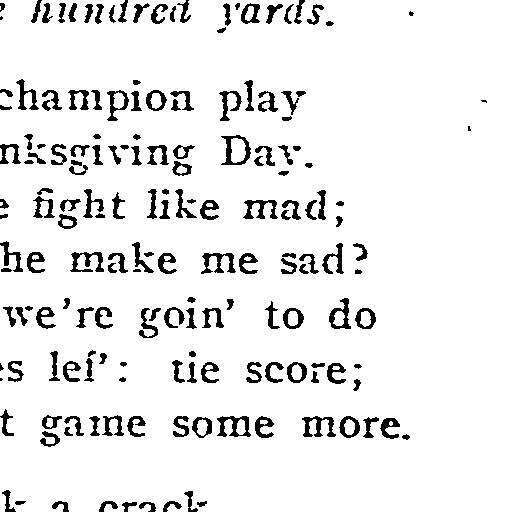 hundred yards.
champion play
nksgiving Day.
e fight like mad;
he make me sad?
we're goin' to do
es lef': tie score;
t game some more.
k a crack